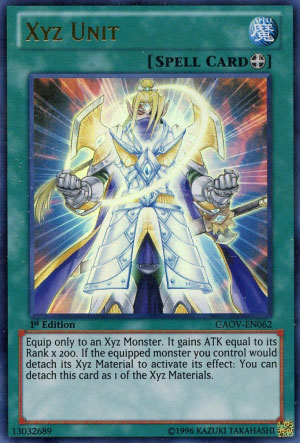 Xyz Unit
魔
[Spell Card]
1st Edition
CAOV-EN062
Equip only to an Xyz Monster. It gains ATK equal to its
Rank x 200. If the equipped monster you control would
detach its Xyz Material to activate its effect: You can
detach this card as 1 of the Xyz Materials.
13032689
©1996 KAZUKI TAKAHASHI